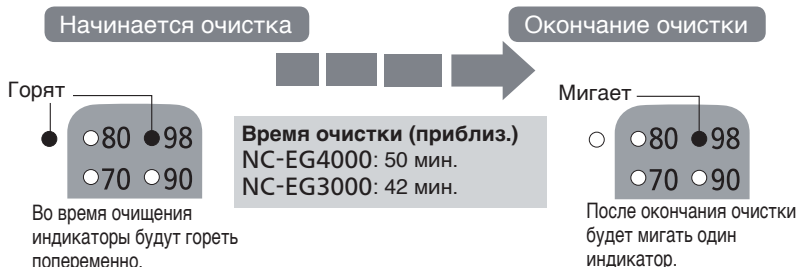 Начинается очистка
Окончание очистки
Горят
80 98
70 90
Во время очищения
индикаторы будут гореть
попеременно.
Время очистки (приблиз.)
NC-EG4000: 50 мин.
NC-EG3000: 42 мин.
Мигает
80 98
70 90
После окончания очистки
будет мигать один
индикатор.